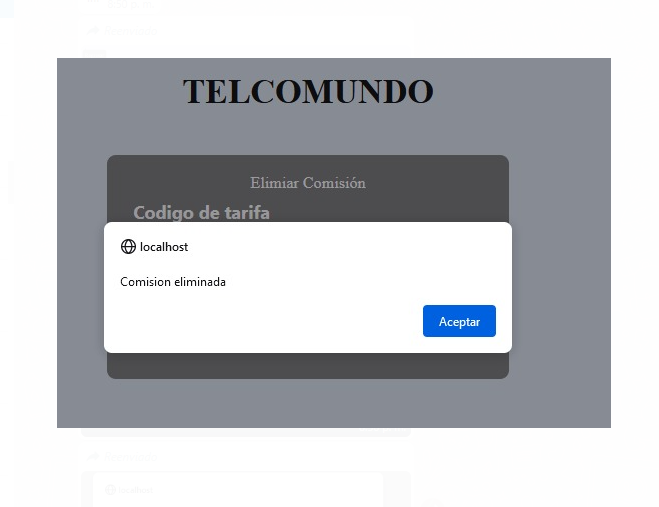 TELCOMUNDO
Elimiar Comisión
Codigo de tarifa
localhost
Comision eliminada
Aceptar